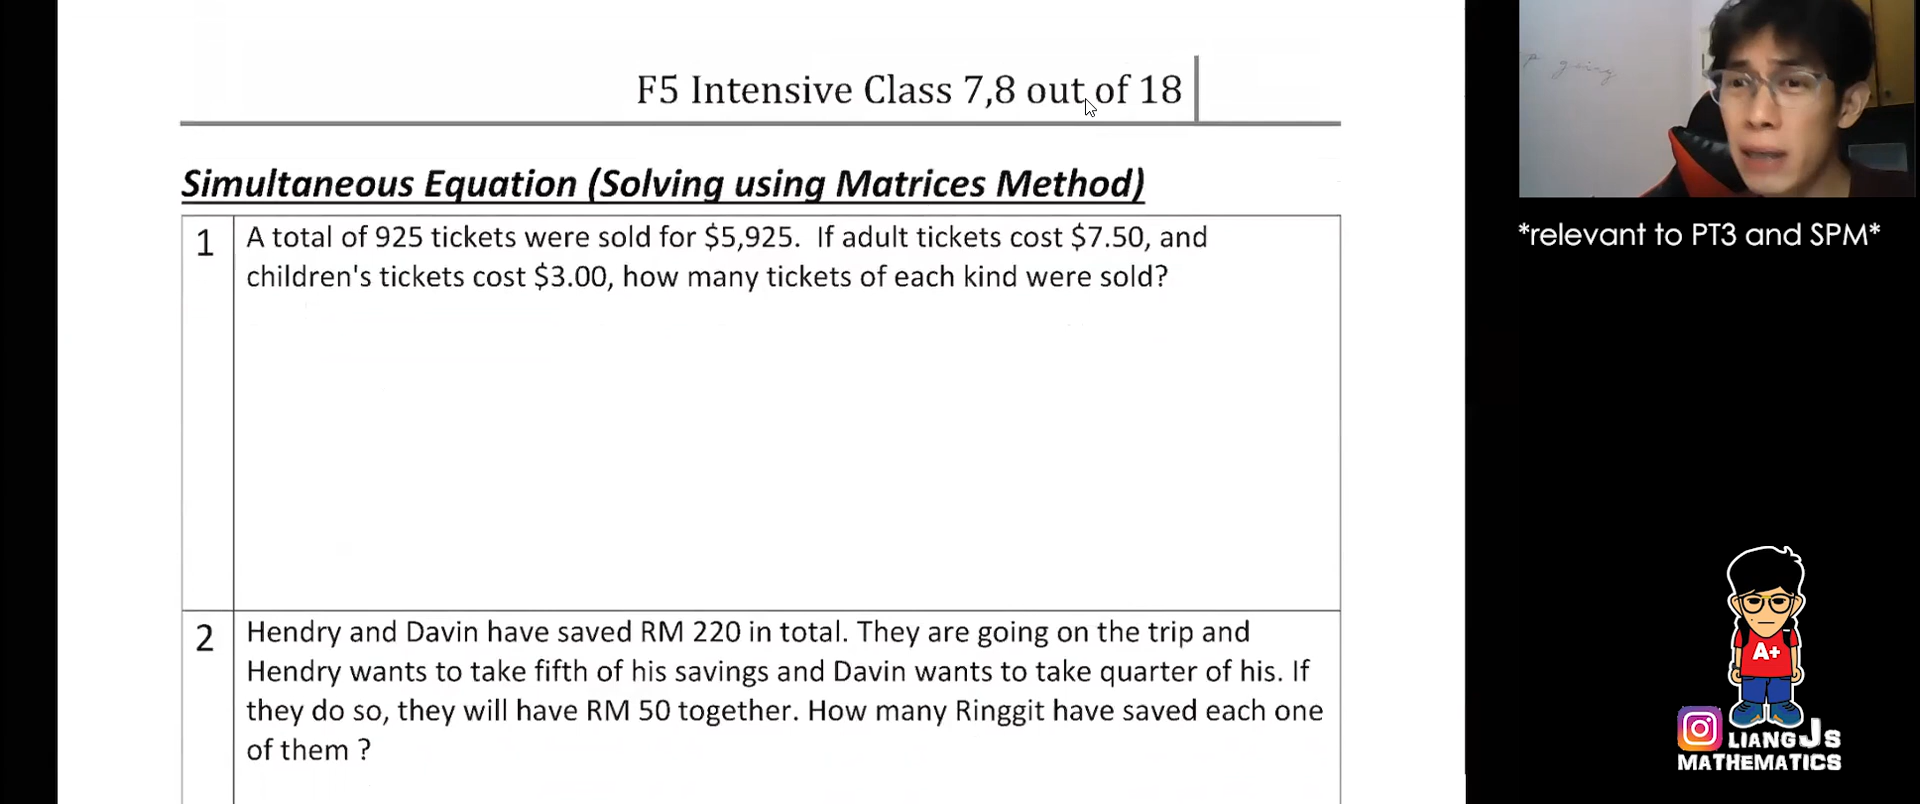 F5 Intensive Class 7,8 out of 18
Simultaneous Equation (Solving using Matrices Method)
1
A total of 925 tickets were sold for $5,925.  If adult tickets cost $7.50, and
children's tickets cost $3.00, how many tickets of each kind were sold?
2
Hendry and Davin have saved RM 220 in total. They are going on the trip and
Hendry wants to take fifth of his savings and Davin wants to take quarter of his. If
they do so, they will have RM 50 together. How many Ringgit have saved each one
of them ?
*relevant to PT3 and SPM*
A+
LIANGJS
MATHEMATICS